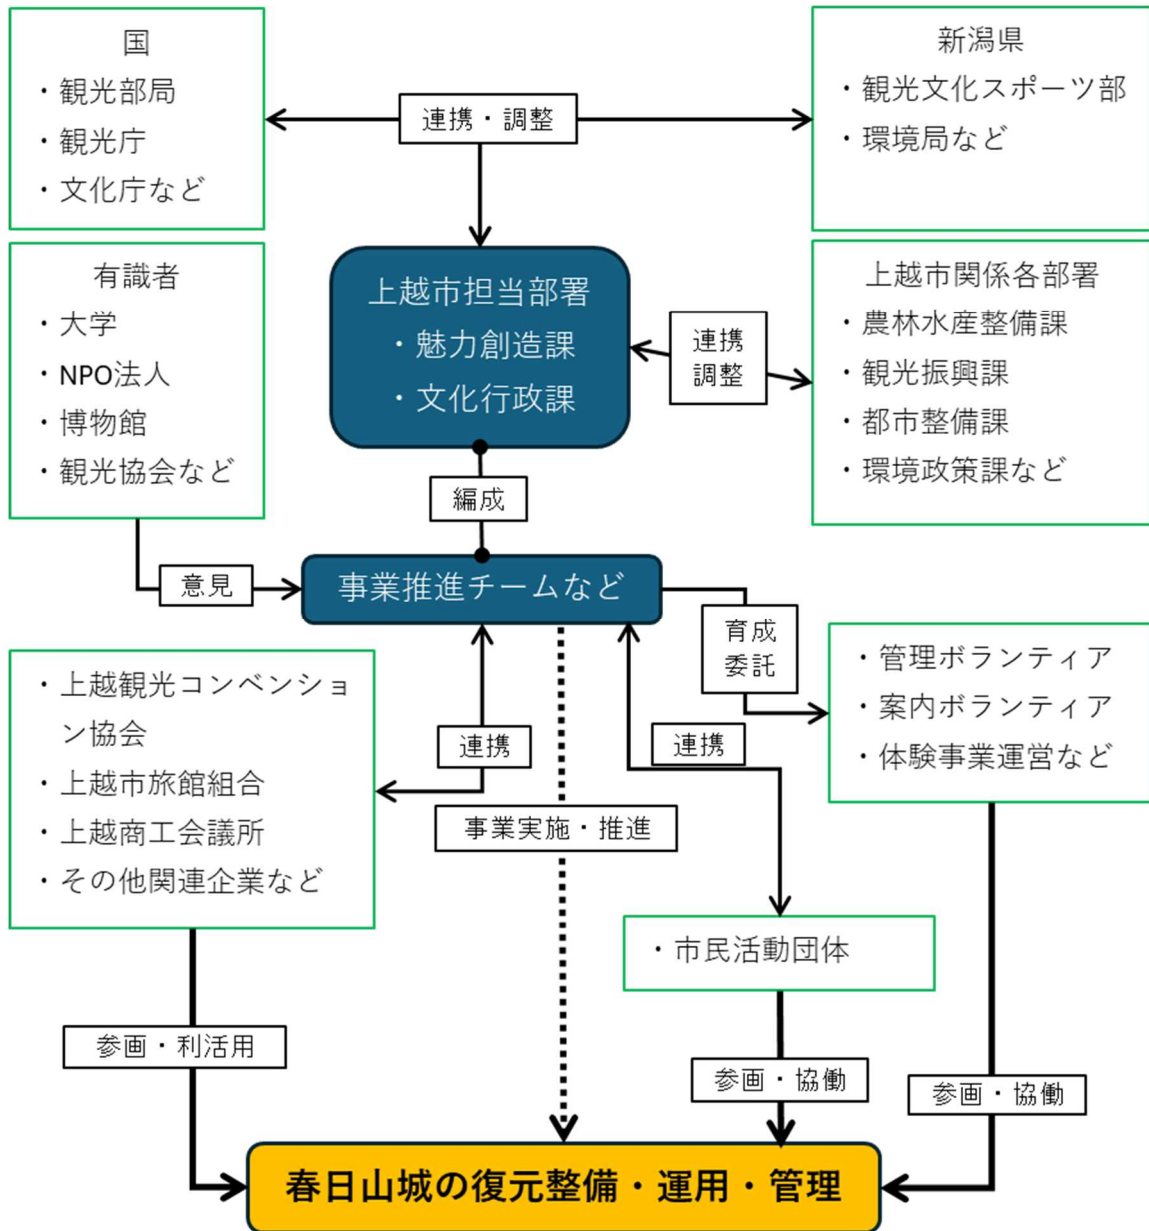 国
・観光部局
・観光庁
・文化庁など
連携・調整
新潟県
・観光文化スポーツ部
・環境局など
有識者
・大学
・NPO法人
・博物館
・観光協会など
上越市担当部署
・魅力創造課
・文化行政課
連携
調整
上越市関係各部署
・農林水産整備課
・観光振興課
・都市整備課
・環境政策課など
編成
意見
事業推進チームなど
育成
委託
・上越観光コンベンショ
ン協会
・上越市旅館組合
・上越商工会議所
・その他関連企業など
連携
連携
・管理ボランティア
・案内ボランティア
・体験事業運営など
事業実施・推進
・市民活動団体
参画・利活用
参画・協働
参画・協働
春日山城の復元整備・運用・管理